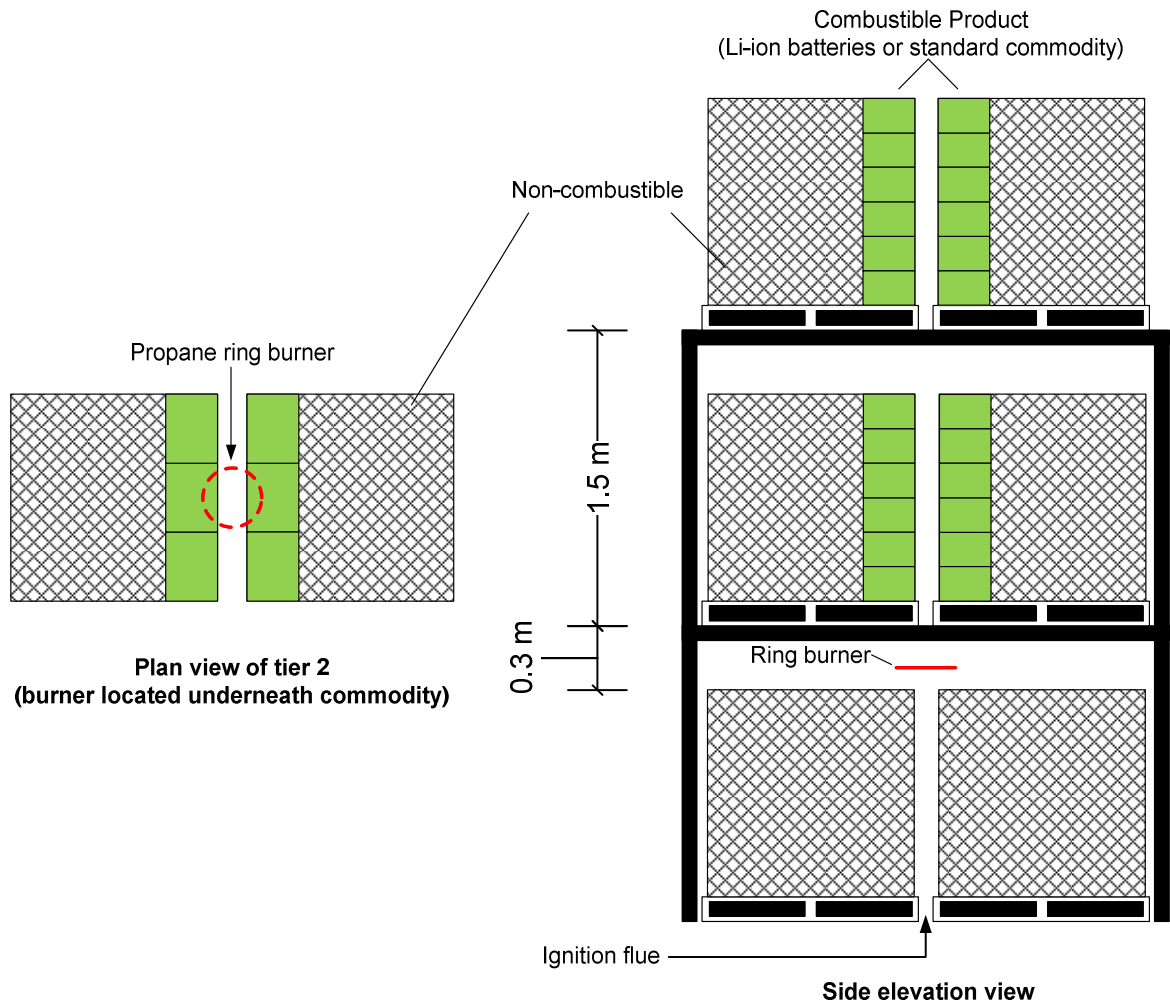 Combustible Product
(Li-ion batteries or standard commodity)
Non-combustible
Propane ring burner
1.5 m
Plan view of tier 2
(burner located underneath commodity)
0.3 m
Ring burner
Ignition flue
Side elevation view